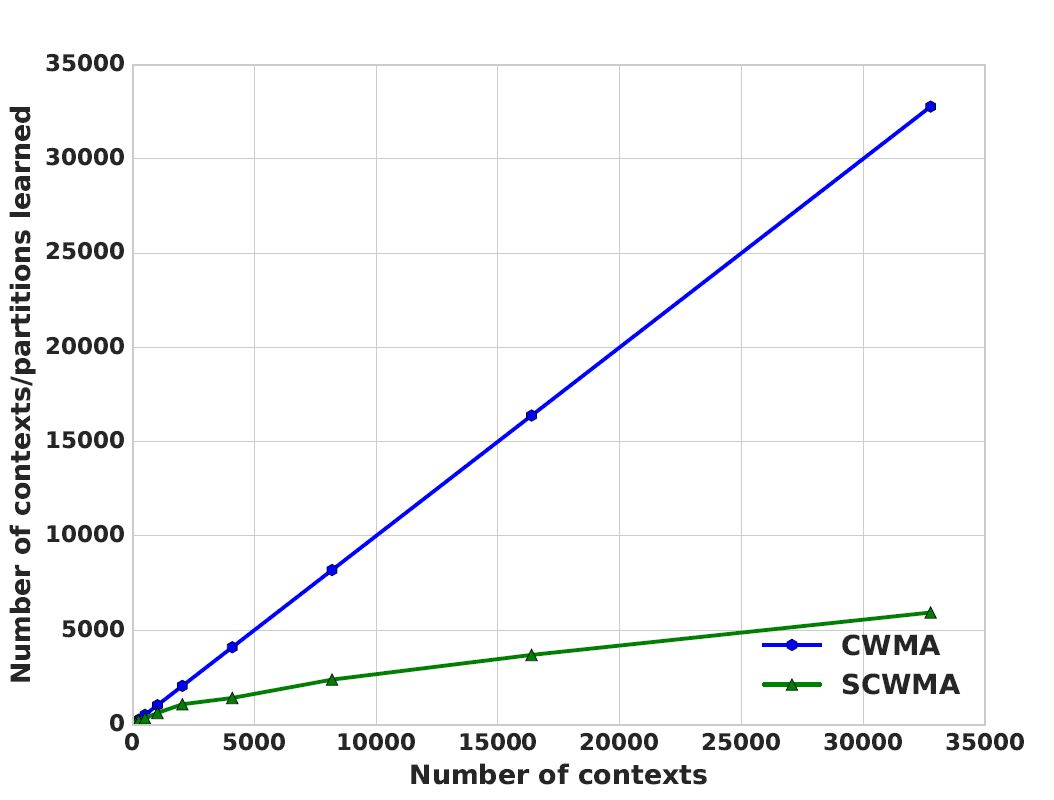 Number of contexts/partitions learned
35000
30000
25000
20000
15000
10000
5000
0
CWMA
SCWMA
0 5000 10000 15000 20000 25000 30000 35000
Number of contexts